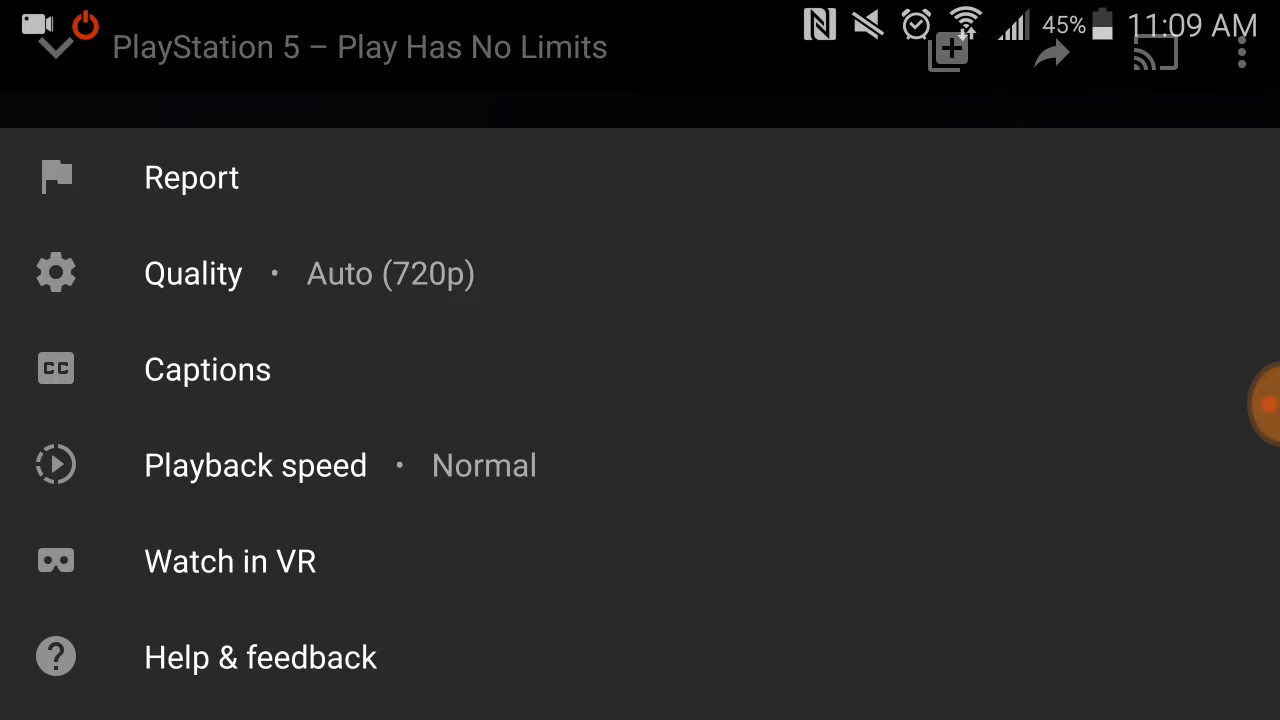 45% 11:09 AM
PlayStation 5 – Play Has No Limits
Report
Quality • Auto (720p)
CC Captions
Playback speed • Normal
Watch in VR
Help & feedback